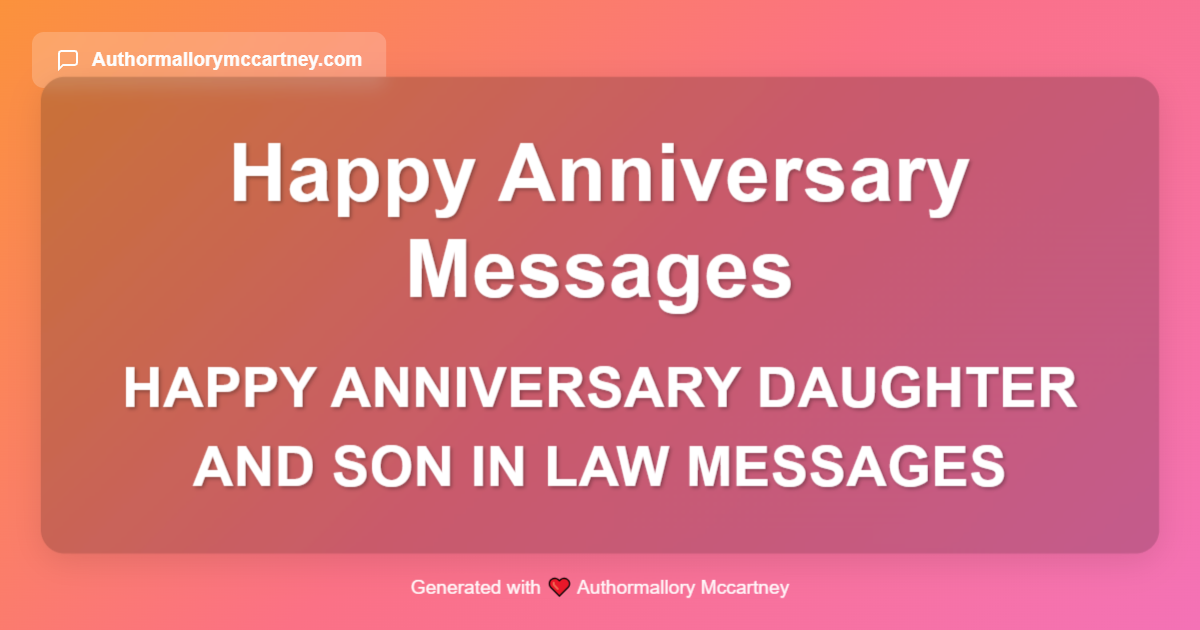 Authormallorymccartney.com
Happy Anniversary
Messages
HAPPY ANNIVERSARY DAUGHTER
AND SON IN LAW MESSAGES
Generated with ❤️ Authormallory Mccartney